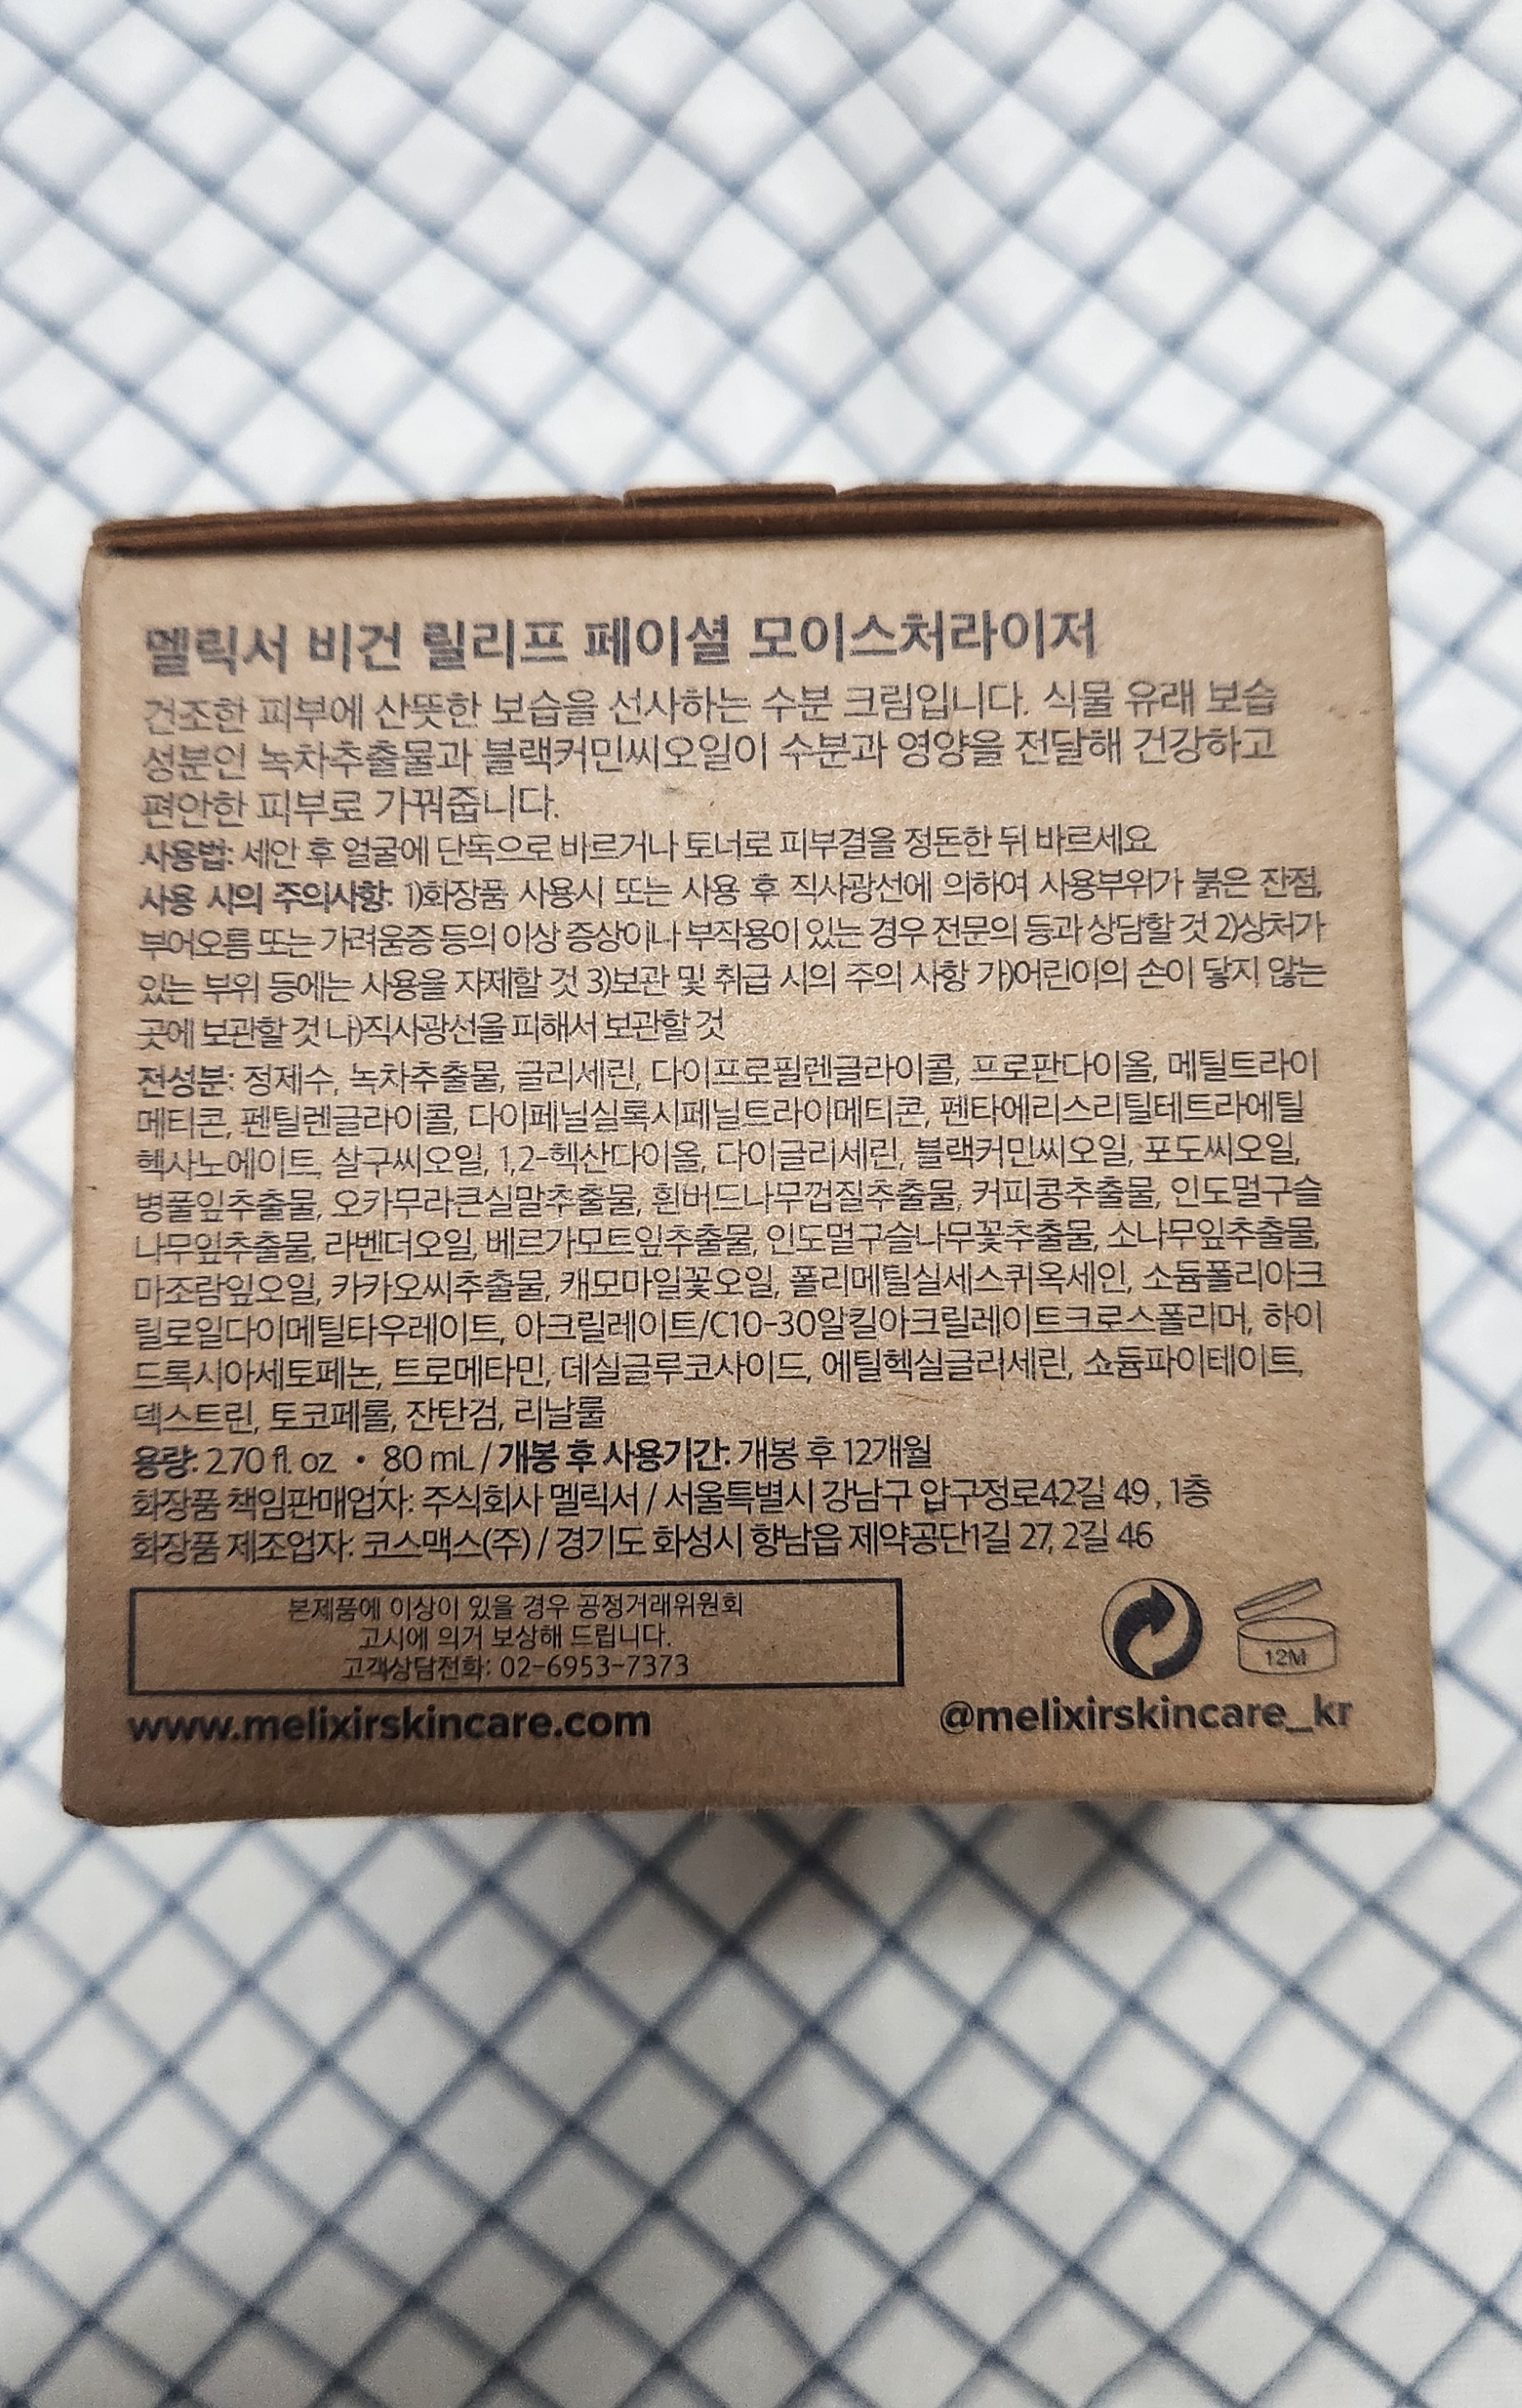 멜릭서 비건 릴리프 페이셜 모이스처라이저
건조한 피부에 산뜻한 보습을 선사하는 수분 크림입니다. 식물 유래 보습
성분인 녹차추출물과 블랙커민씨오일이 수분과 영양을 전달해 건강하고
편안한 피부로 가꿔줍니다.
사용법: 세안 후 얼굴에 단독으로 바르거나 토너로 피부결을 정돈한 뒤 바르세요
사용 시의 주의사항: 1)화장품 사용시 또는 사용 후 직사광선에 의하여 사용부위가 붉은 잔점,
부어오름 또는 가려움증 등의 이상 증상이나 부작용이 있는 경우 전문의 등과 상담할 것 2)상처가
있는 부위 등에는 사용을 자제할 것 3)보관 및 취급 시의 주의 사항 가)어린이의 손이 닿지 않는
곳에 보관할 것 나)직사광선을 피해서 보관할 것
전성분: 정제수, 녹차추출물, 글리세린, 다이프로필렌글라이콜, 프로판다이올, 메틸트라이
메티콘, 펜틸렌글라이콜, 다이페닐실록시페닐트라이메티콘, 펜타에리스리틸테트라에틸
헥사노에이트, 살구씨오일, 1,2-헥산다이올, 다이글리세린, 블랙커민씨오일, 포도씨오일,
병풀잎추출물, 오카무라큰실말추출물, 흰버드나무껍질추출물, 커피콩추출물, 인도멀구슬
나무잎추출물, 라벤더오일, 베르가모트잎추출물, 인도멀구슬나무꽃추출물, 소나무잎추출물,
마조람잎오일, 카카오씨추출물, 캐모마일꽃오일, 폴리메틸실세스퀴옥세인, 소듐폴리아크
릴로일다이메틸타우레이트, 아크릴레이트/C10-30알킬아크릴레이트크로스폴리머, 하이
드록시아세토페논, 트로메타민, 데실글루코사이드, 에틸헥실글리세린, 소듐파이테이트,
덱스트린, 토코페롤, 잔탄검, 리날룰
용량: 2.70 fl. oz • 80 mL / 개봉 후 사용기간: 개봉 후 12개월
화장품 책임판매업자: 주식회사 멜릭서 / 서울특별시 강남구 압구정로42길 49, 1층
화장품 제조업자: 코스맥스(주) / 경기도 화성시 향남읍 제약공단1길 27, 2길 46
본제품에 이상이 있을 경우 공정거래위원회
고시에 의거 보상해 드립니다.
고객상담전화: 02-6953-7373
12M
www.melixirskincare.com @melixirskincare_kr